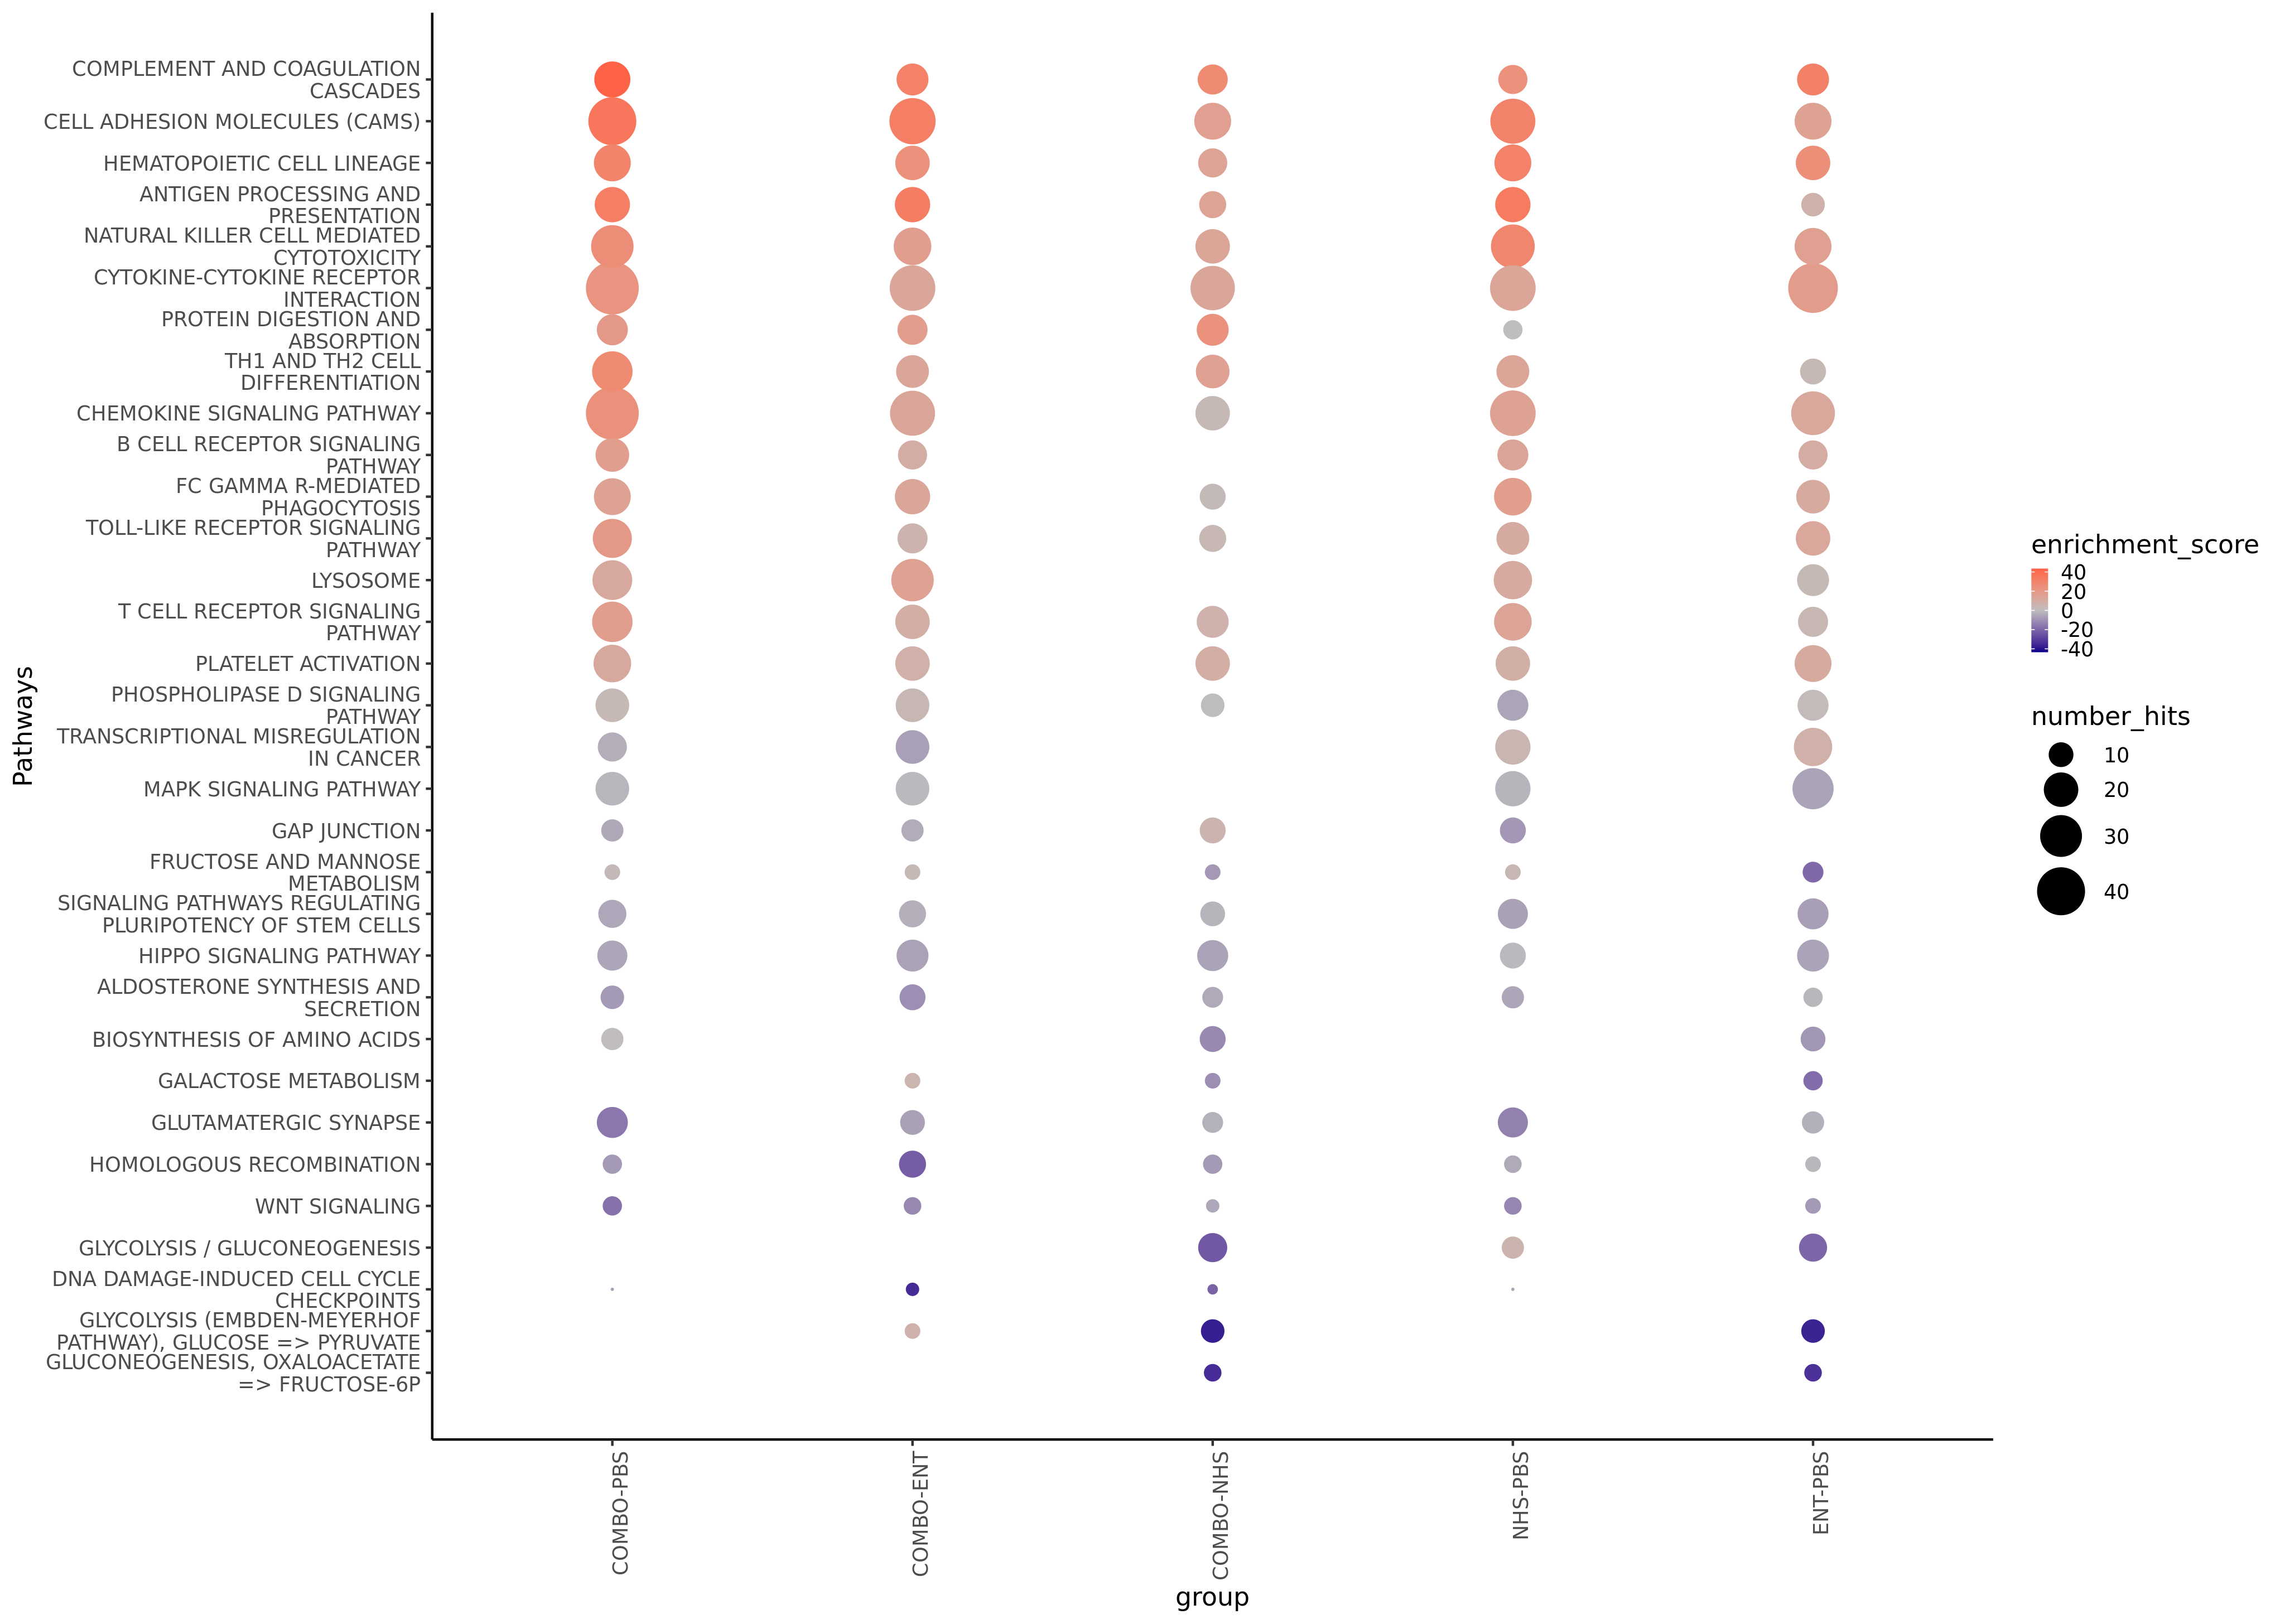 COMPLEMENT AND COAGULATION
CASCADES
CELL ADHESION MOLECULES (CAMS)
HEMATOPOIETIC CELL LINEAGE
ANTIGEN PROCESSING AND
PRESENTATION
NATURAL KILLER CELL MEDIATED
CYTOTOXICITY
CYTOKINE-CYTOKINE RECEPTOR
INTERACTION
PROTEIN DIGESTION AND
ABSORPTION
TH1 AND TH2 CELL
DIFFERENTIATION
CHEMOKINE SIGNALING PATHWAY
B CELL RECEPTOR SIGNALING
PATHWAY
FC GAMMA R-MEDIATED
PHAGOCYTOSIS
TOLL-LIKE RECEPTOR SIGNALING
PATHWAY
LYSOSOME
T CELL RECEPTOR SIGNALING
PATHWAY
PLATELET ACTIVATION
PHOSPHOLIPASE D SIGNALING
PATHWAY
TRANSCRIPTIONAL MISREGULATION
IN CANCER
MAPK SIGNALING PATHWAY
GAP JUNCTION
FRUCTOSE AND MANNOSE
METABOLISM
SIGNALING PATHWAYS REGULATING
PLURIPOTENCY OF STEM CELLS
HIPPO SIGNALING PATHWAY
ALDOSTERONE SYNTHESIS AND
SECRETION
BIOSYNTHESIS OF AMINO ACIDS
GALACTOSE METABOLISM
GLUTAMATERGIC SYNAPSE
HOMOLOGOUS RECOMBINATION
WNT SIGNALING
GLYCOLYSIS / GLUCONEOGENESIS
DNA DAMAGE-INDUCED CELL CYCLE
CHECKPOINTS
GLYCOLYSIS (EMBDEN-MEYERHOF
PATHWAY), GLUCOSE => PYRUVATE
GLUCONEOGENESIS, OXALOACETATE
=> FRUCTOSE-6P
Pathways
COMBO-PBS
COMBO-ENT
COMBO-NHS
NHS-PBS
ENT-PBS
group
enrichment_score
40
20
0
-20
-40
number_hits
10
20
30
40